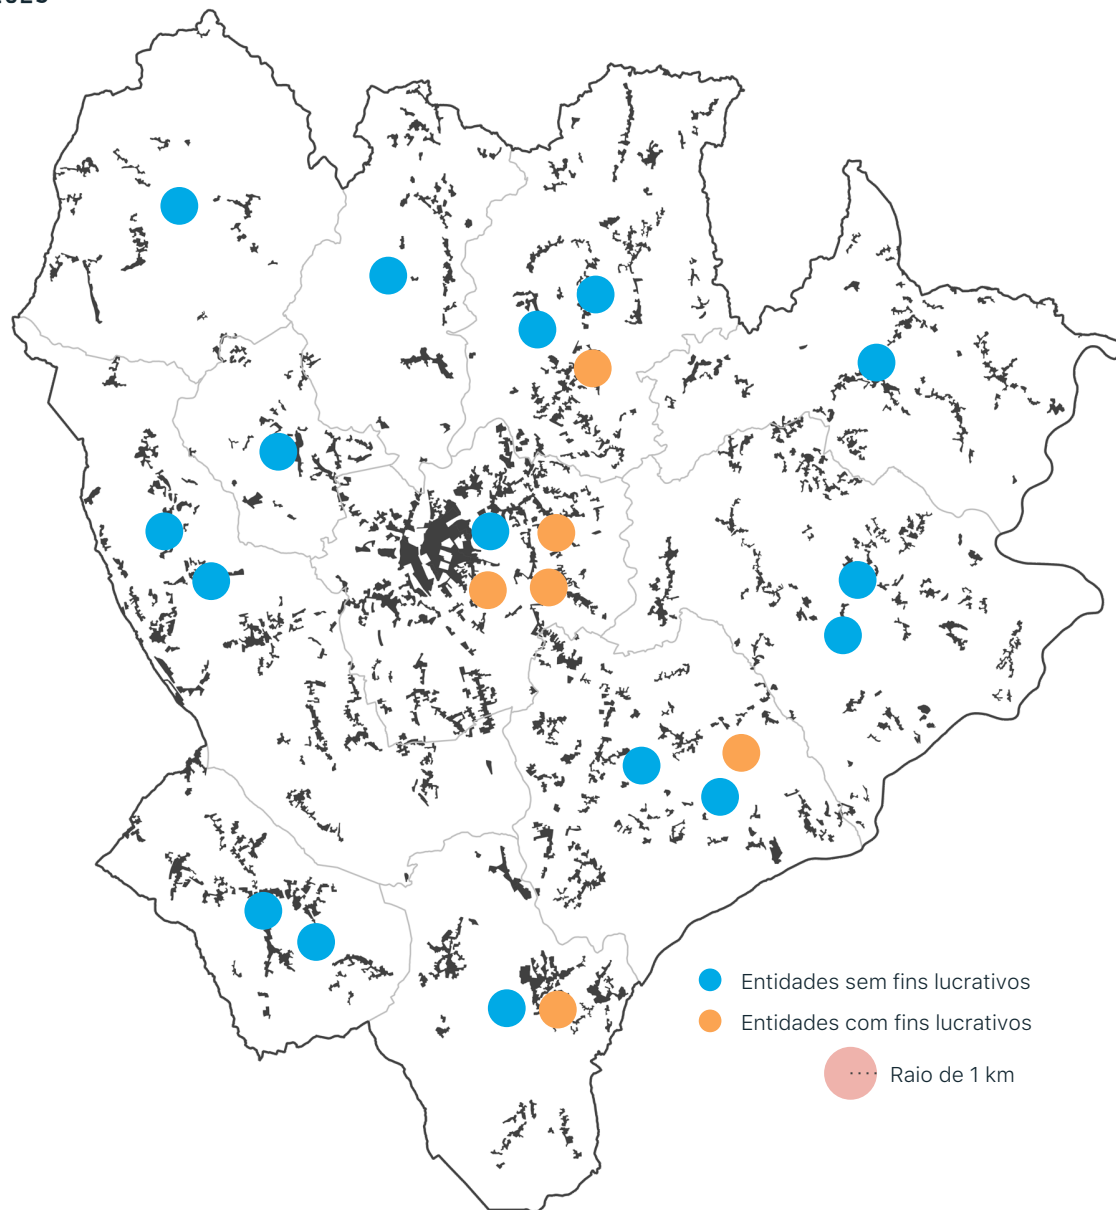 Entidades sem fins lucrativos
Entidades com fins lucrativos
Raio de 1 km